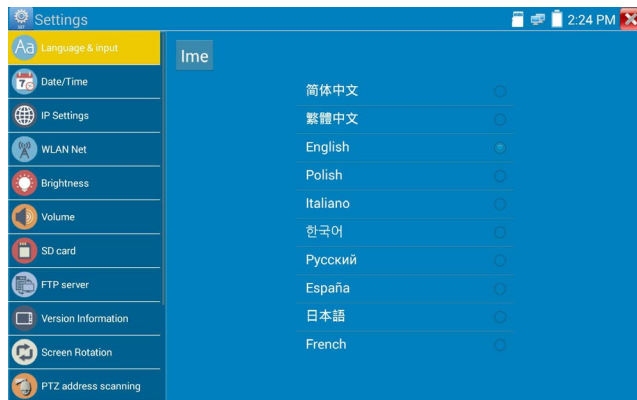 Settings
2:24 PM
Language & input
Date/Time
IP Settings
WLAN Net
Brightness
Volume
SD card
FTP server
Version Information
Screen Rotation
PTZ address scanning
Ime
简体中文
繁體中文
English
Polish
Italiano
한국어
Русский
España
日本語
French